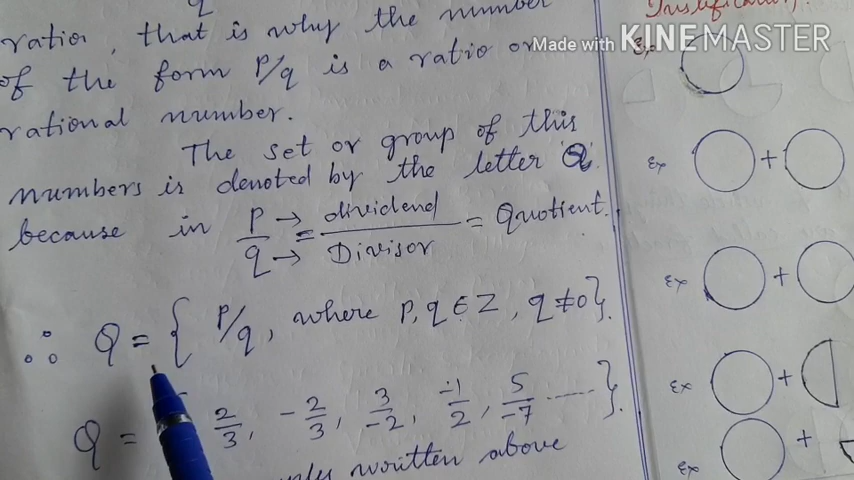 q
ratio, that is why the number
of the form P/q is a ratio or
rational number.
The set or group of this
numbers is denoted by the letter 'Q'.
because in P/q → dividend / → Divisor = Quotient.
∴ Q = { P/q, where P, q ∈ Z, q ≠ 0 }.
Q = 2/3, -2/3, 3/-2, -1/2, 5/-7 ...... }.
written above
Justification:
Made with KINEMASTER
Ex
Ex +
Ex +
Ex +
Ex +